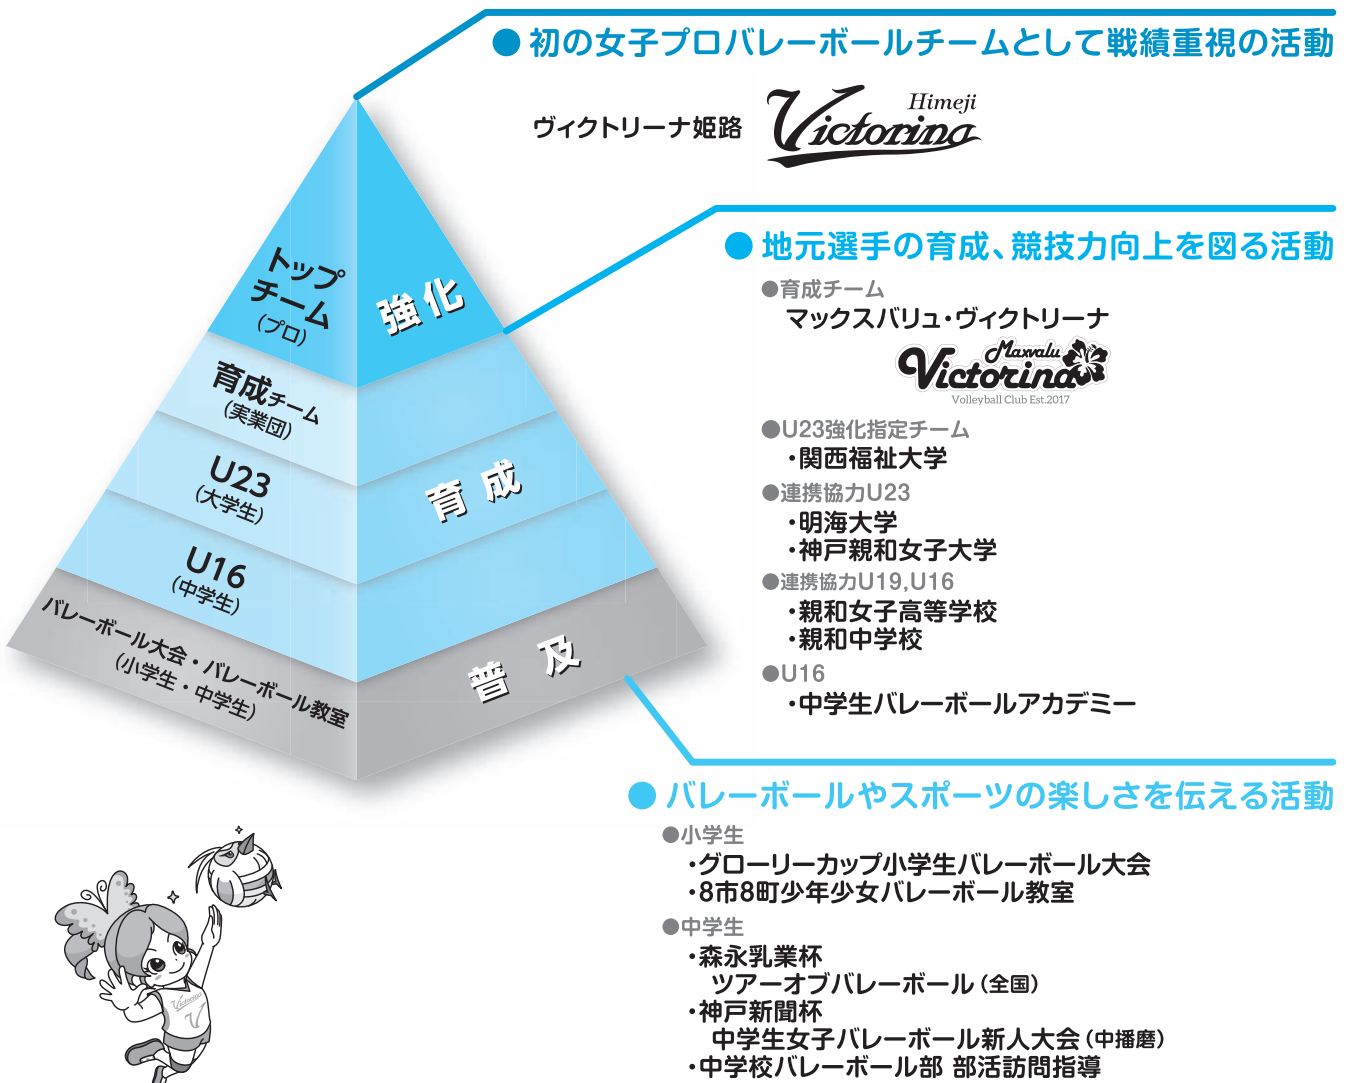 ●初の女子プロバレーボールチームとして戦績重視の活動
ヴィクトリーナ姫路
Himeji
Victorina
トップ
チーム
(プロ)
強化
育成チーム
(実業団)
U23
(大学生)
育成
U16
(中学生)
バレーボール大会・バレーボール教室
(小学生・中学生)
普及
●地元選手の育成、競技力向上を図る活動
●育成チーム
マックスバリュ・ヴィクトリーナ
Maxvalu
Victorina
Volleyball Club Est.2017
●U23強化指定チーム
・関西福祉大学
●連携協力U23
・明海大学
・神戸親和女子大学
●連携協力U19,U16
・親和女子高等学校
・親和中学校
●U16
・中学生バレーボールアカデミー
●バレーボールやスポーツの楽しさを伝える活動
●小学生
・グローリーカップ小学生バレーボール大会
・8市8町少年少女バレーボール教室
●中学生
・森永乳業杯
ツアーオブバレーボール(全国)
・神戸新聞杯
中学生女子バレーボール新人大会(中播磨)
・中学校バレーボール部 部活訪問指導
Victorina
V